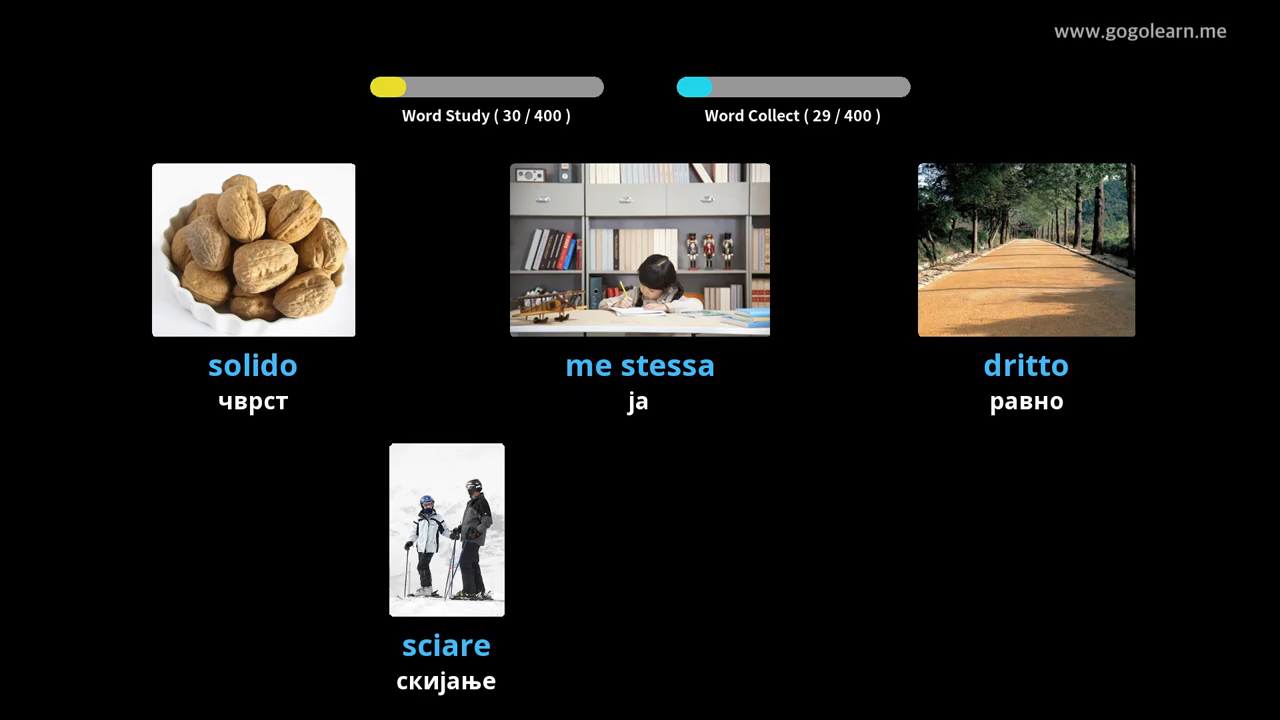 www.gogolearn.me
Word Study ( 30 / 400 )
Word Collect ( 29 / 400 )
solido
чврст
me stessa
ја
dritto
равно
sciare
скијање